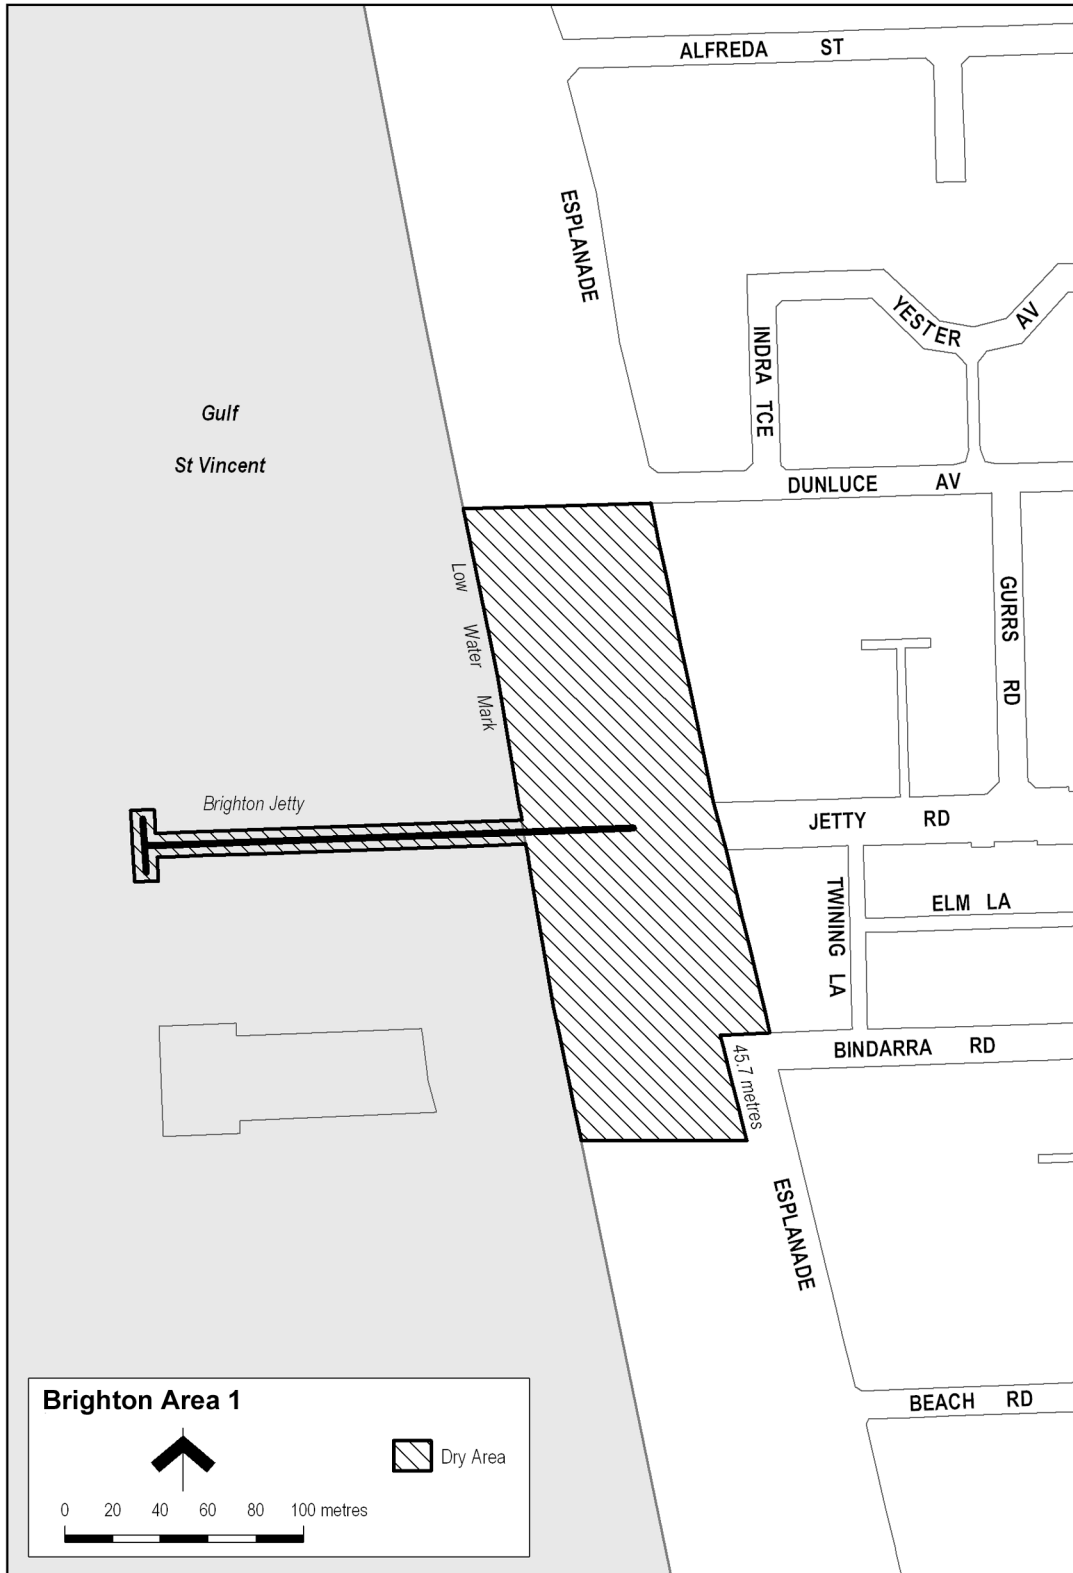 ALFREDA ST
ESPLANADE
YESTER AV
INDRA TCE
Gulf
St Vincent
DUNLUCE AV
Low Water Mark
GURRS RD
Brighton Jetty
JETTY RD
TWINING LA
ELM LA
BINDARRA RD
45.7 metres
ESPLANADE
BEACH RD
Brighton Area 1
Dry Area
0 20 40 60 80 100 metres